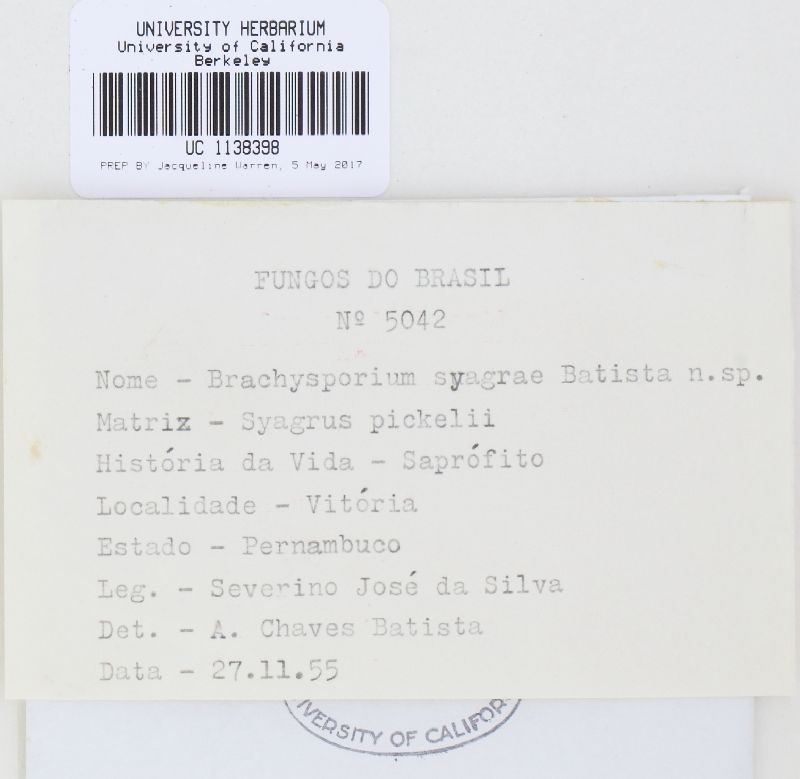 UNIVERSITY HERBARIUM
University of California
Berkeley
UC 1138398
PREP BY Jacqueline Warren, 5 May 2017
FUNGOS DO BRASIL
Nº 5042
Nome - Brachysporium syagrae Batista n.sp.
Matriz - Syagrus pickelii
História da Vida - Saprófito
Localidade - Vitória
Estado - Pernambuco
Leg. - Severino José da Silva
Det. - A. Chaves Batista
Data - 27.11.55
IVERSITY OF CALIFOR